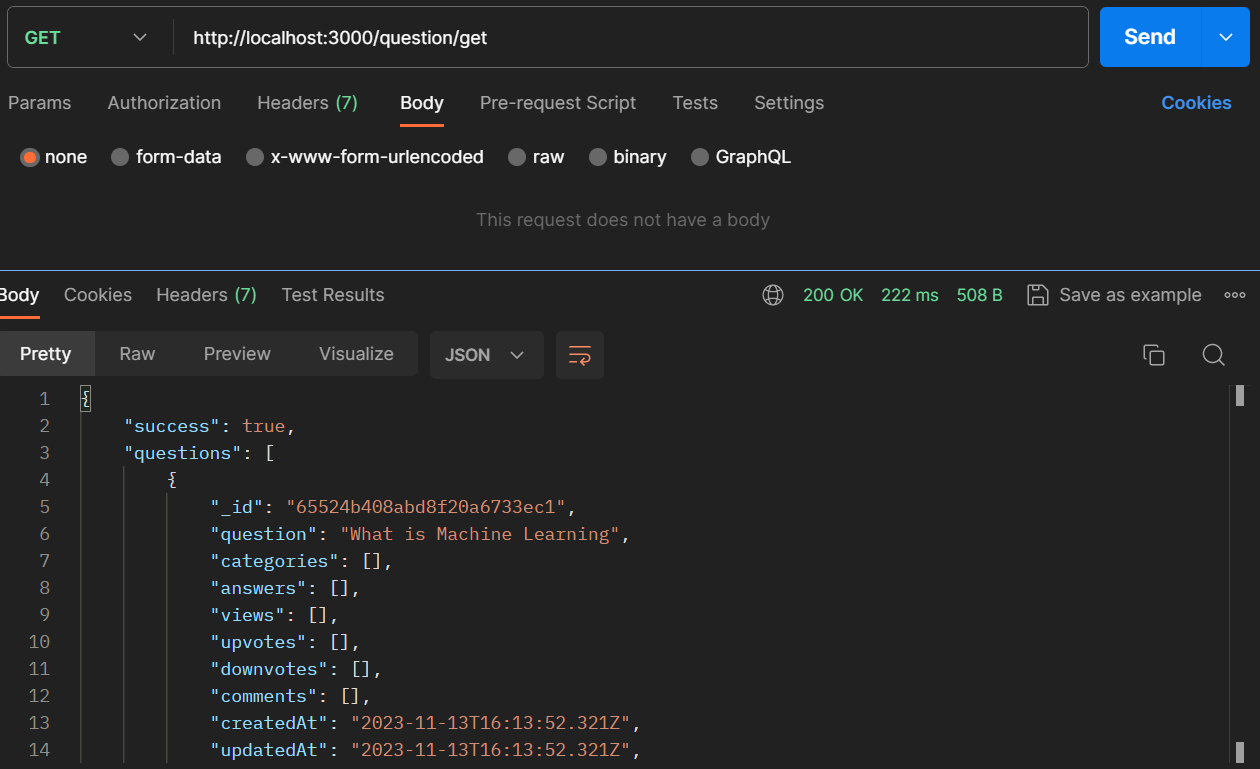 GET http://localhost:3000/question/get Send
Params Authorization Headers (7) Body Pre-request Script Tests Settings Cookies
none form-data x-www-form-urlencoded raw binary GraphQL
This request does not have a body
Body Cookies Headers (7) Test Results 200 OK 222 ms 508 B Save as example
Pretty Raw Preview Visualize JSON
1 {
2 "success": true,
3 "questions": [
4 {
5 "_id": "65524b408abd8f20a6733ec1",
6 "question": "What is Machine Learning",
7 "categories": [],
8 "answers": [],
9 "views": [],
10 "upvotes": [],
11 "downvotes": [],
12 "comments": [],
13 "createdAt": "2023-11-13T16:13:52.321Z",
14 "updatedAt": "2023-11-13T16:13:52.321Z",